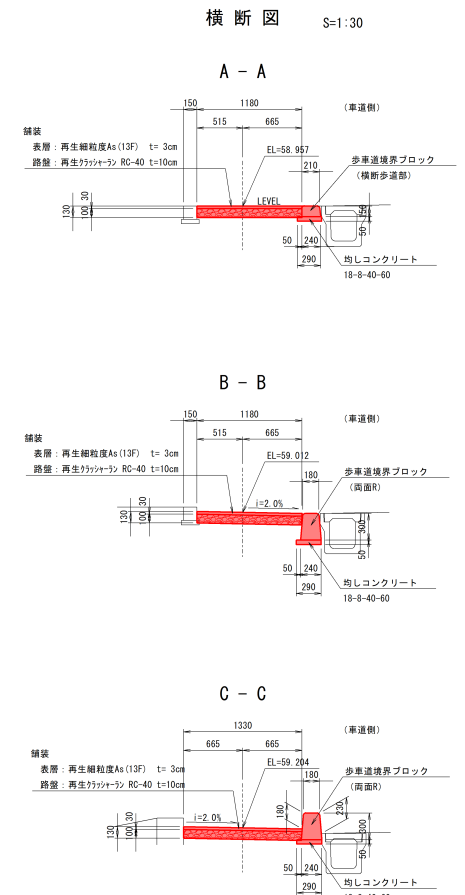 横断図 S=1:30
A - A
150 1180 (車道側)
515 665
舗装
表層：再生細粒度As(13F) t= 3cm
路盤：再生クラッシャーラン RC-40 t=10cm
EL=58.957
歩車道境界ブロック
210
(横断歩道部)
LEVEL
130 100 30
150
50
50 240
290
均しコンクリート
18-8-40-60
B - B
150 1180 (車道側)
515 665
舗装
表層：再生細粒度As(13F) t= 3cm
路盤：再生クラッシャーラン RC-40 t=10cm
EL=59.012
歩車道境界ブロック
180
(両面R)
i=2.0%
130 100 30
300
50
50 240
290
均しコンクリート
18-8-40-60
C - C
1330 (車道側)
665 665
舗装
表層：再生細粒度As(13F) t= 3cm
路盤：再生クラッシャーラン RC-40 t=10cm
EL=59.204
歩車道境界ブロック
180
(両面R)
i=2.0%
180
230
130 100 30
300
50
50 240
290
均しコンクリート